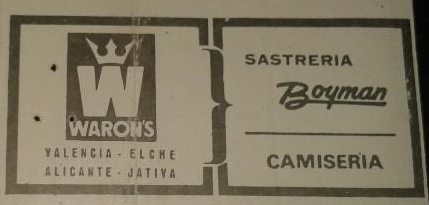 W
WARON'S
VALENCIA - ELCHE
ALICANTE - JATIVA
SASTRERIA
Boyman
CAMISERIA